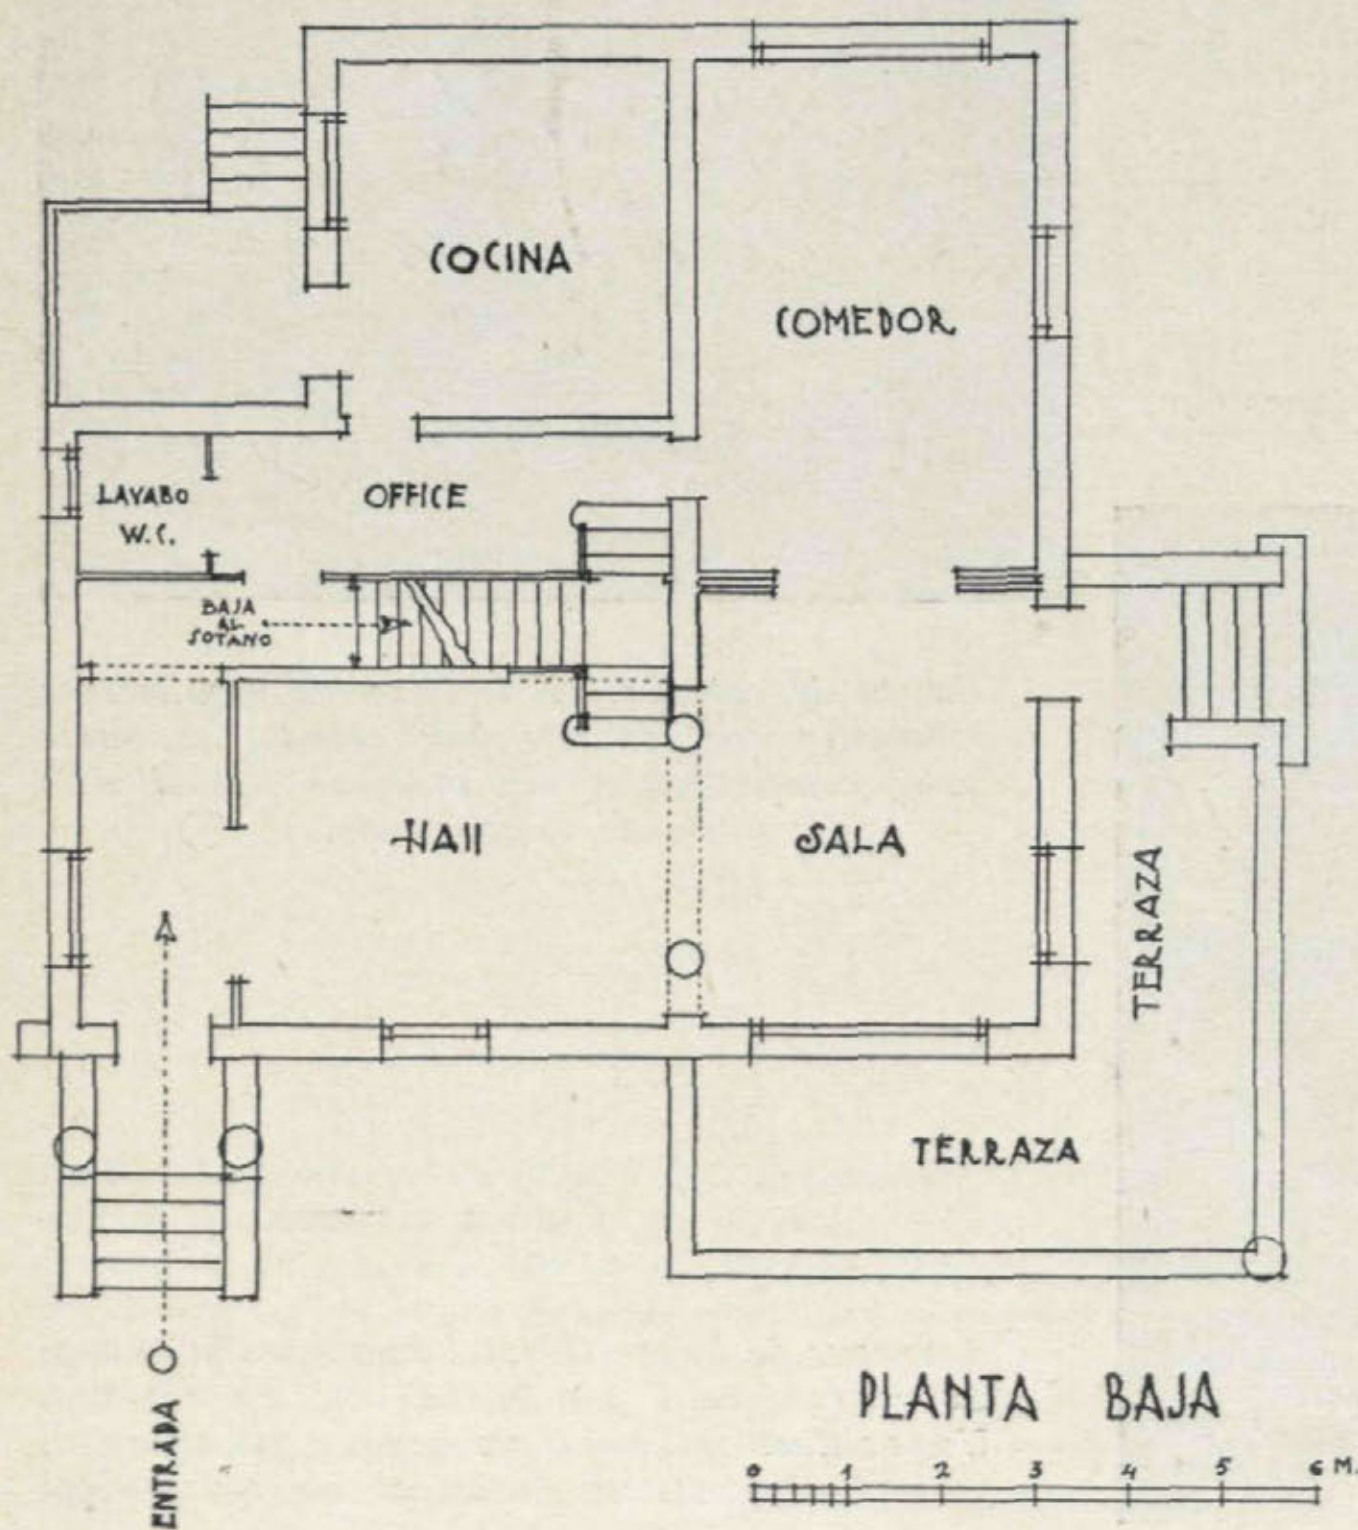 COCINA
COMEDOR
LAVABO
W.C.
OFFICE
BAJA
AL
SOTANO
HALL
SALA
TERRAZA
TERRAZA
ENTRADA
PLANTA BAJA
0 1 2 3 4 5 6 M.